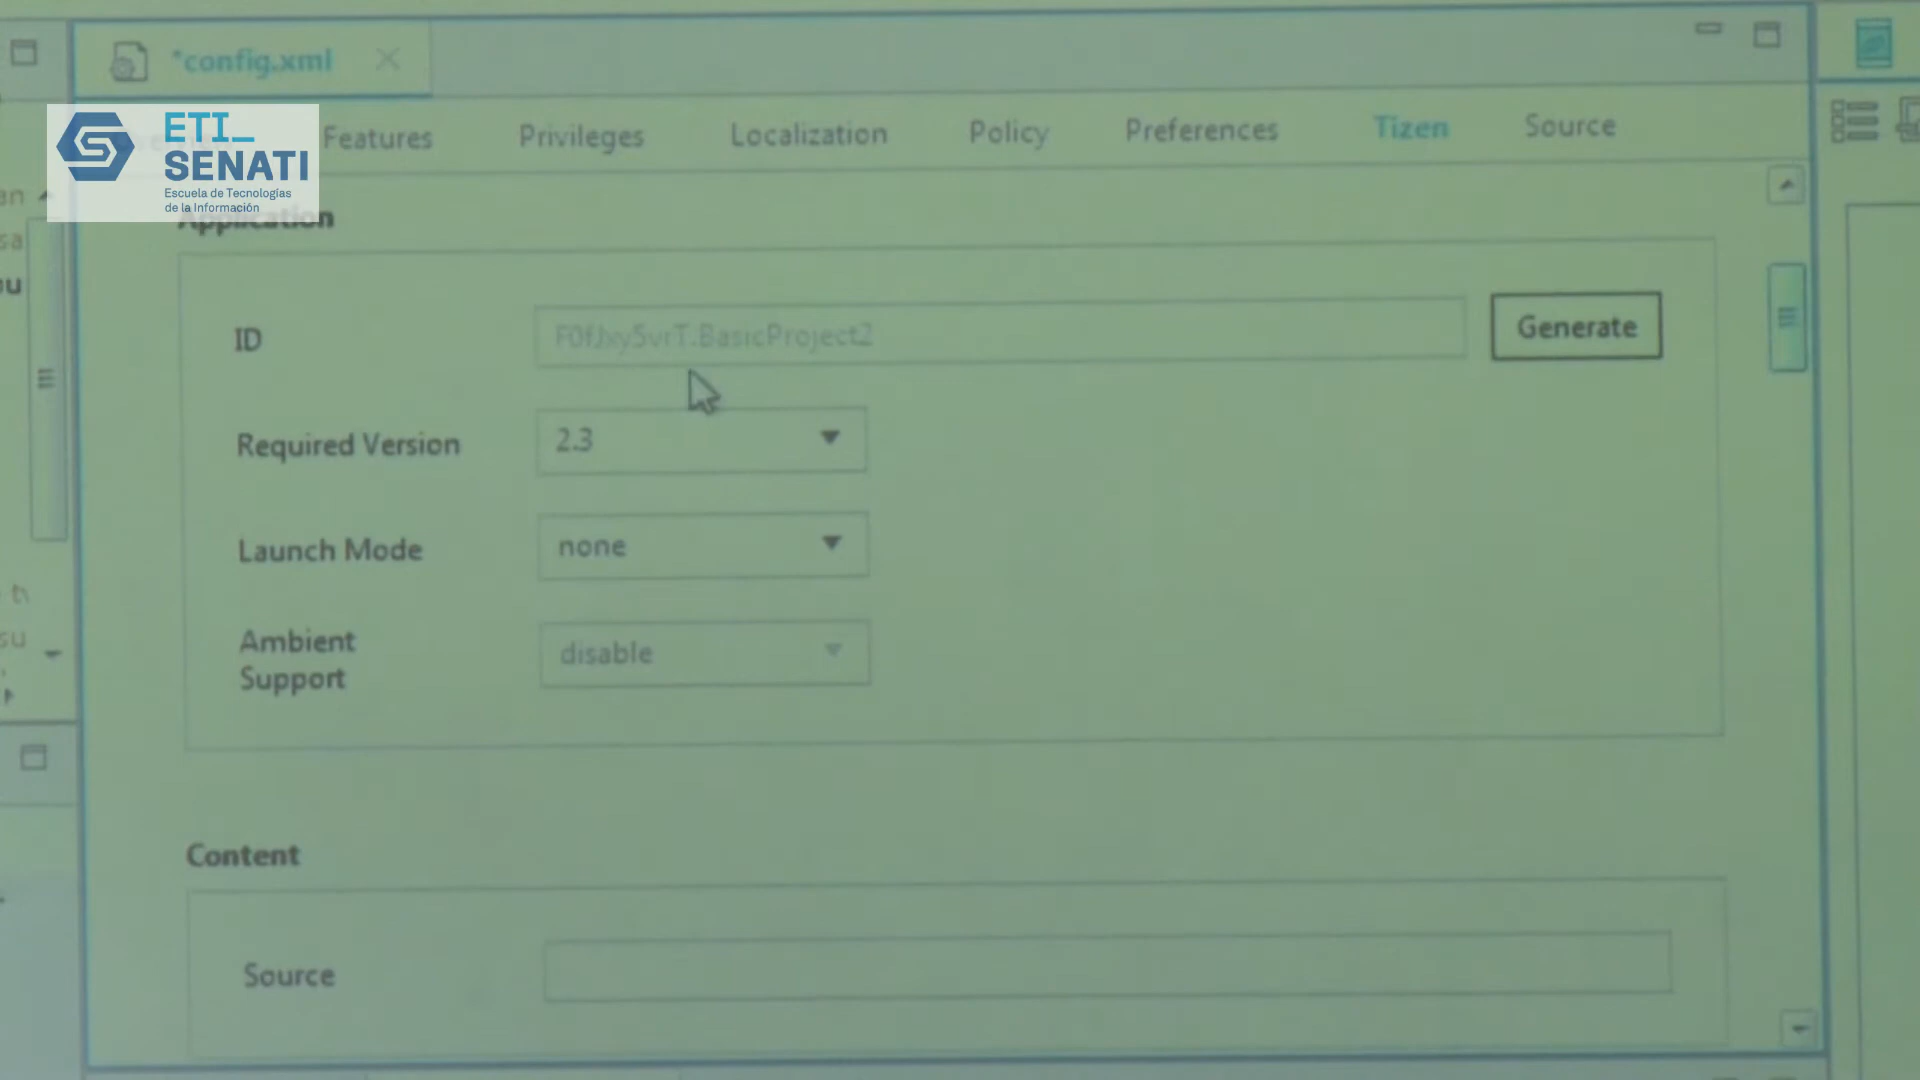 *config.xml
ETI_
SENATI
Escuela de Tecnologías
de la Información
Features
Privileges
Localization
Policy
Preferences
Tizen
Source
Application
ID
F0fJxy5vrT.BasicProject2
Generate
Required Version
2.3
Launch Mode
none
Ambient
Support
disable
Content
Source